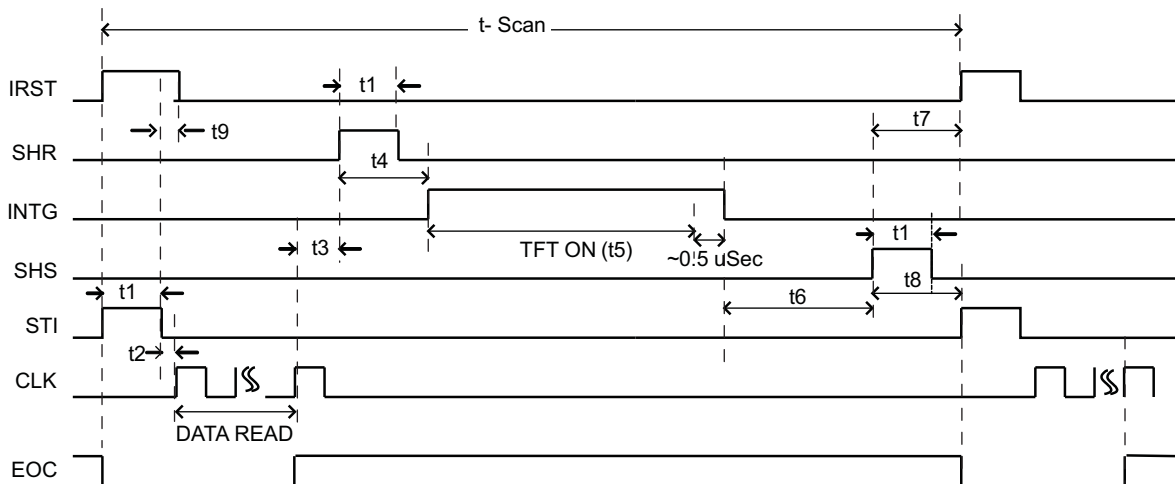 t- Scan
IRST
t1
t9
t7
SHR
t4
INTG
t3
TFT ON (t5)
~0.5 uSec
t1
SHS
t1
t6
t8
STI
t2
CLK
DATA READ
EOC